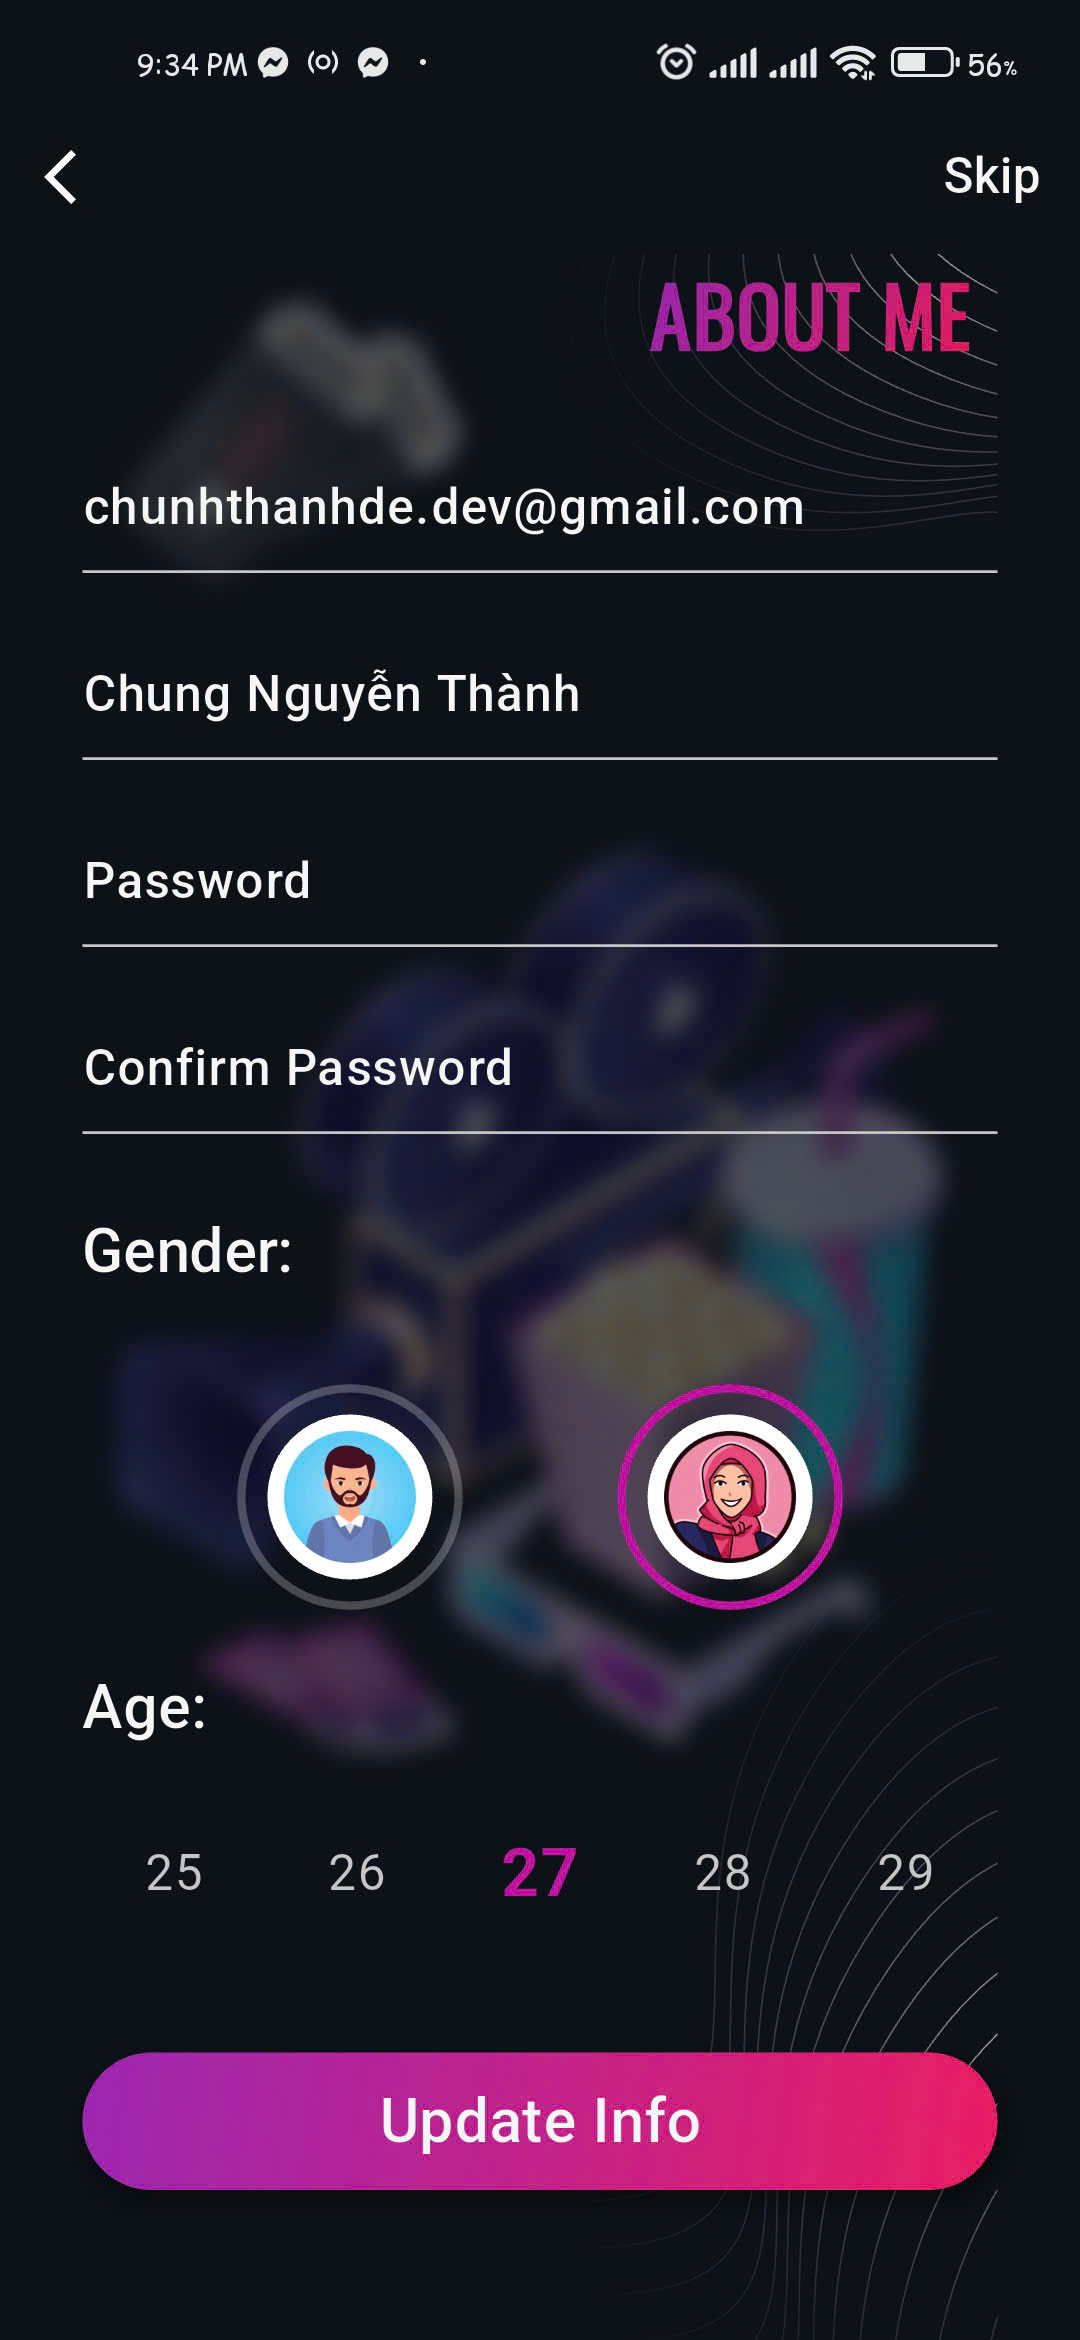 9:34 PM
56%
Skip
ABOUT ME
chunhthanhde.dev@gmail.com
Chung Nguyễn Thành
Password
Confirm Password
Gender:
Age:
25 26 27 28 29
Update Info